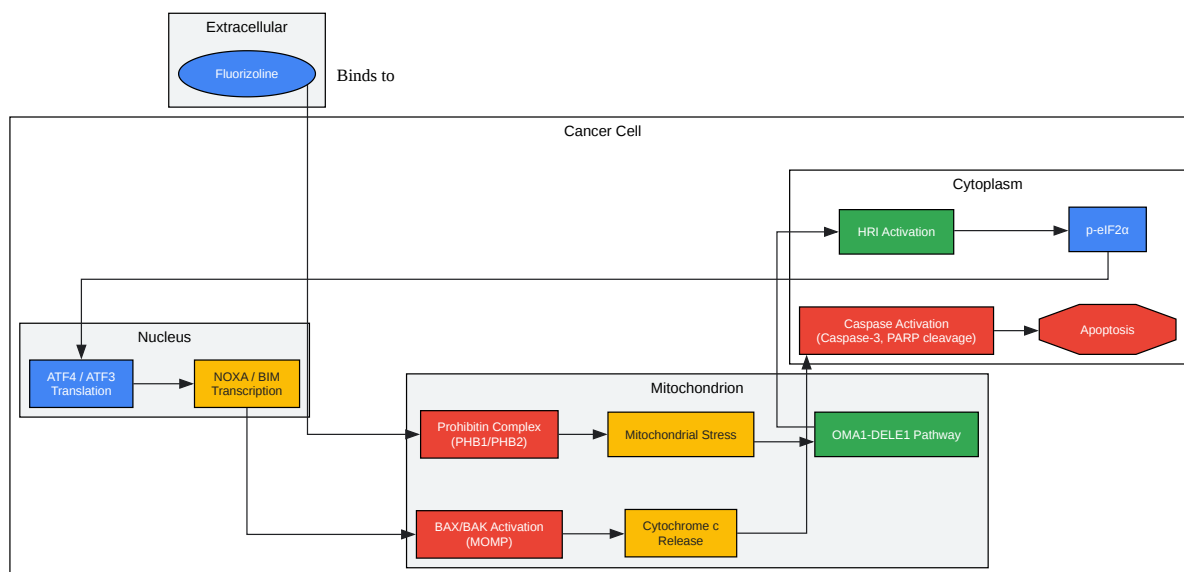 Extracellular
Fluorizoline
Binds to
Cancer Cell
Cytoplasm
HRI Activation
p-eIF2α
Caspase Activation
(Caspase-3, PARP cleavage)
Apoptosis
Nucleus
ATF4 / ATF3
Translation
NOXA / BIM
Transcription
Mitochondrion
Prohibitin Complex
(PHB1/PHB2)
Mitochondrial Stress
OMA1-DELE1 Pathway
BAX/BAK Activation
(MOMP)
Cytochrome c
Release